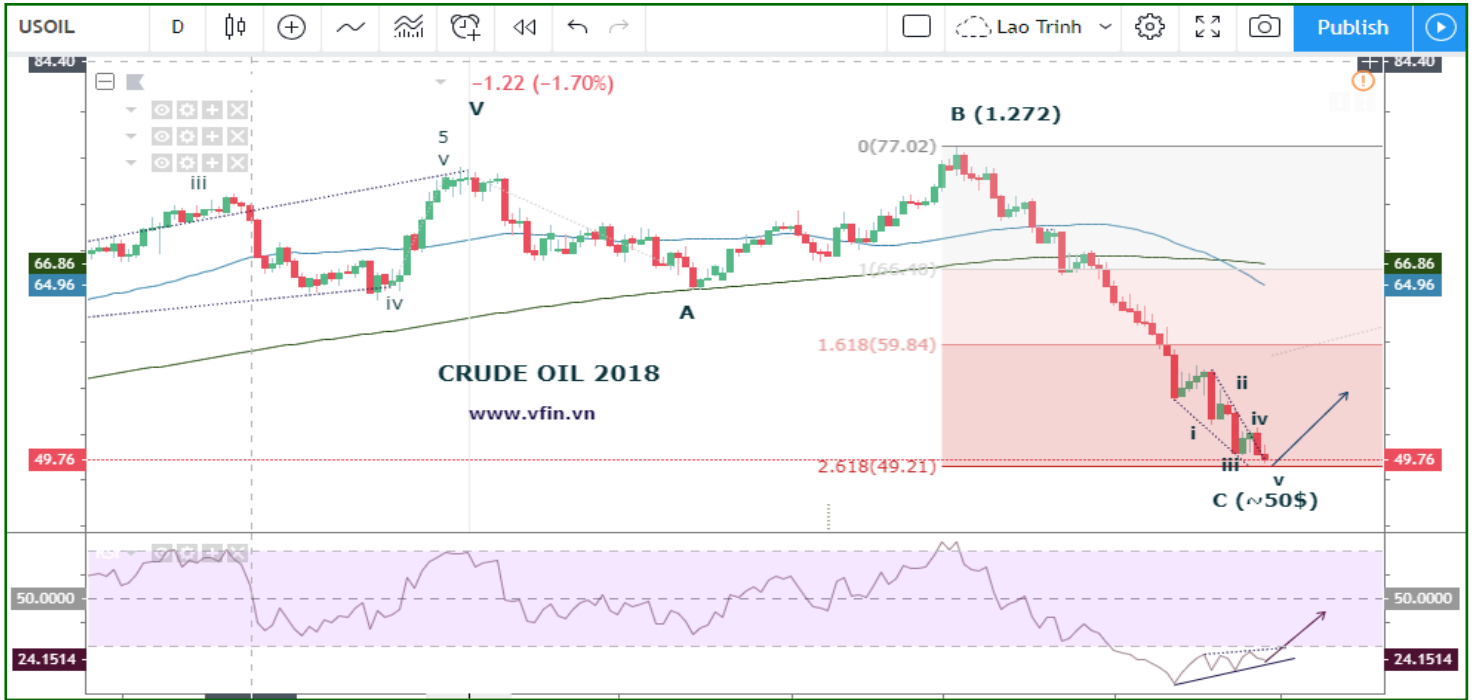 USOIL D Lao Trinh Publish
84.40 84.40
−1.22 (−1.70%)
V
B (1.272)
5
v
0(77.02)
iii
66.86 66.86
1(66.48)
64.96 64.96
iv
A
1.618(59.84)
CRUDE OIL 2018
ii
www.vfin.vn
iv
i
49.76 49.76
2.618(49.21)
iii
v
C (~50$)
RSI
50.0000 50.0000
24.1514 24.1514